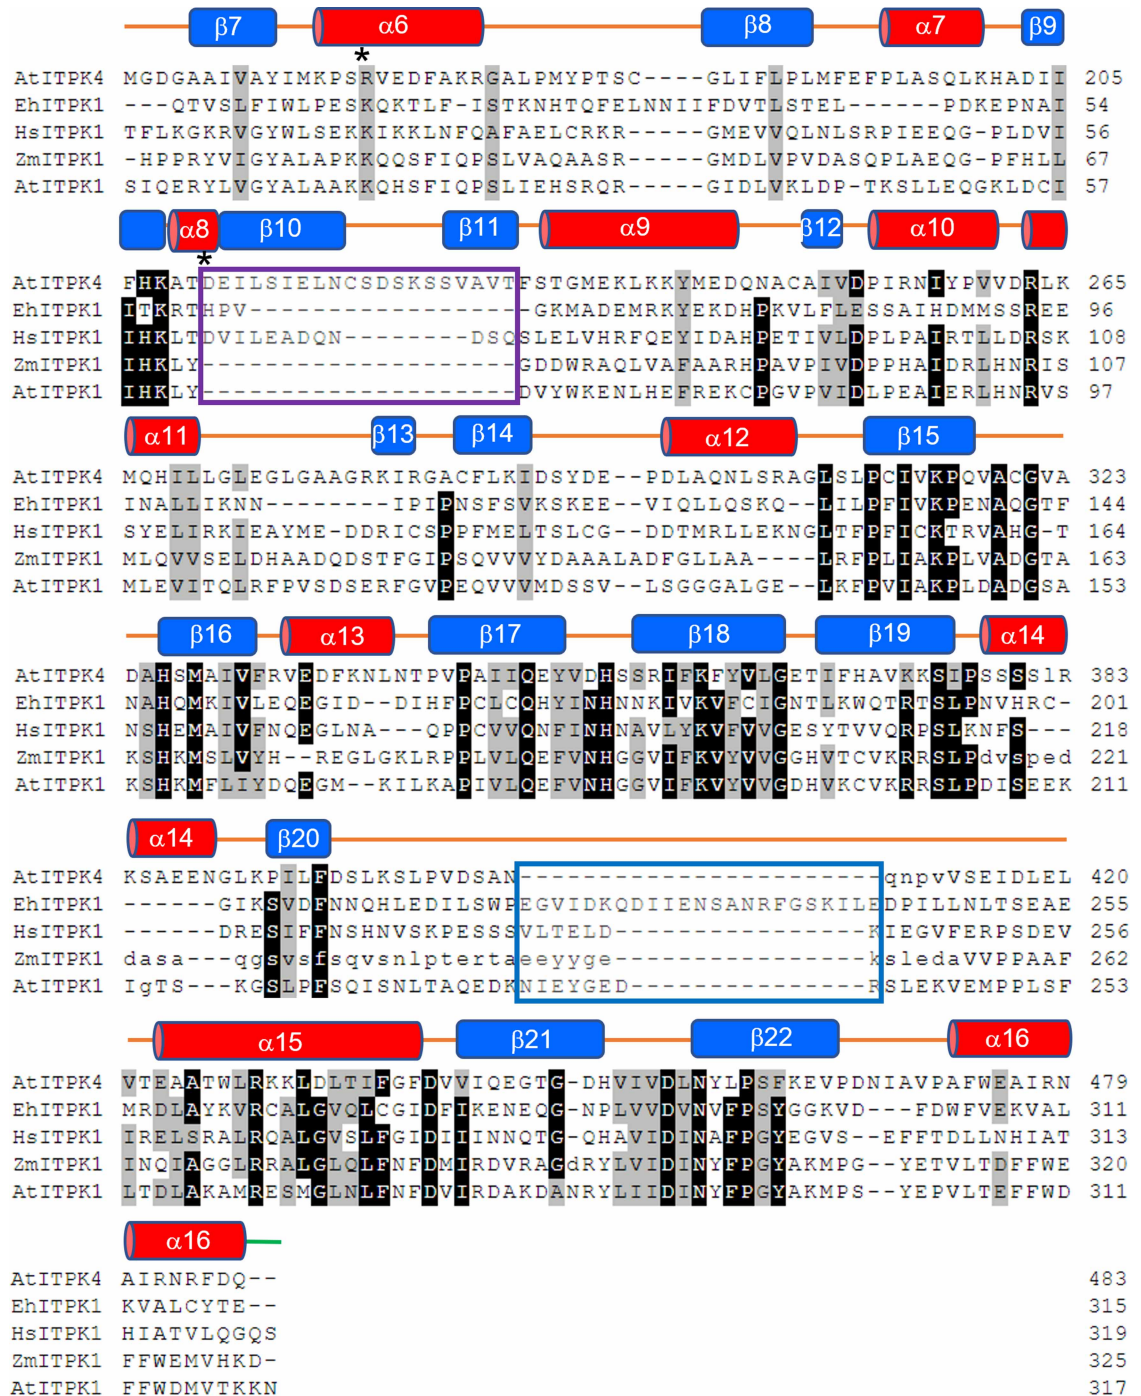 β7 α6 β8 α7 β9
*
AtITPK4 MGDGAAIVAYIMKPSRVEDFAKRGALPMYPTSC----GLIFLPLMFEFPLASQLKHADII 205
EhITPK1 ---QTVSLFIWLPESKQKTLF-ISTKNHTQFELNNIIFDVTLSTEL------PDKEPNAI 54
HsITPK1 TFLKGKRVGYWLSEKKIKKLNFQAFAELCRKR-----GMEVVQLNLSRPIEEQG-PLDVI 56
ZmITPK1 -HPPRYVIGYALAPKKQQSFIQPSLVAQAASR-----GMDLVPVDASQPLAEQG-PFHLL 67
AtITPK1 SIQERYLVGYALAAKKQHSFIQPSLIEHSRQR-----GIDLVKLDP-TKSLLEQGKLDCI 57
α8 β10 β11 α9 β12 α10
*
AtITPK4 FHKATDEILSIELNCSDSKSSVAVTFSTGMEKLKKYMEDQNACAIVDPIRNIYPVVDRLK 265
EhITPK1 ITKRTHPV------------------GKMADEMRKYEKDHPKVLFLESSAIHDMMSSREE 96
HsITPK1 IHKLTDVILEADQN--------DSQSLELVHRFQEYIDAHPETIVLDPLPAIRTLLDRSK 108
ZmITPK1 IHKLY--------------------GDDWRAQLVAFAARHPAVPIVDPPHAIDRLHNRIS 107
AtITPK1 IHKLY--------------------DVYWKENLHEFREKCPGVPVIDLPEAIERLHNRVS 97
α11 β13 β14 α12 β15
AtITPK4 MQHILLGLEGLGAAGRKIRGACFLKIDSYDE--PDLAQNLSRAGLSLPCIVKPQVACGVA 323
EhITPK1 INALLIKNN--------IPIPNSFSVKSKEE--VIQLLQSKQ--LILPFIVKPENAQGTF 144
HsITPK1 SYELIRKIEAYME-DDRICSPPFMELTSLCG--DDTMRLLEKNGLTFPFICKTRVAHG-T 164
ZmITPK1 MLQVVSELDHAADQDSTFGIPSQVVVYDAAALADFGLLAA----LRFPLIAKPLVADGTA 163
AtITPK1 MLEVITQLRFPVSDSERFGVPEQVVVMDSSV--LSGGGALGE--LKFPVIAKPLDADGSA 153
β16 α13 β17 β18 β19 α14
AtITPK4 DAHSMAIVFRVEDFKNLNTPVPAIIQEYVDHSSRIFKFYVLGETIFHAVKKSIPSSSSlR 383
EhITPK1 NAHQMKIVLEQEGID--DIHFPCLCQHYINHNNKIVKVFCIGNTLKWQTRTSLPNVHRC- 201
HsITPK1 NSHEMAIVFNQEGLNA---QPPCVVQNFINHNAVLYKVFVVGESYTVVQRPSLKNFS--- 218
ZmITPK1 KSHKMSLVYH--REGLGKLRPPLVLQEFVNHGGVIFKVYVVGGHVTCVKRRSLPdvsped 221
AtITPK1 KSHKMFLIYDQEGM--KILKAPIVLQEFVNHGGVIFKVYVVGDHVKCVKRRSLPDISEEK 211
α14 β20
AtITPK4 KSAEENGLKPILFDSLKSLPVDSAN-----------------------qnpvVSEIDLEL 420
EhITPK1 ------GIKSVDFNNQHLEDILSWPEGVIDKQDIIENSANRFGSKILEDPILLNLTSEAE 255
HsITPK1 ------DRESIFFNSHNVSKPESSSVLTELD----------------KIEGVFERPSDEV 256
ZmITPK1 dasa---qgsvsfsqvsnlptertaeeyyge----------------ksledaVVPPAAF 262
AtITPK1 IgTS---KGSLPFSQISNLTAQEDKNIEYGED---------------RSLEKVEMPPLSF 253
α15 β21 β22 α16
AtITPK4 VTEAATWLRKKLDLTIFGFDVVIQEGTG-DHVIVDLNYLPSFKEVPDNIAVPAFWEAIRN 479
EhITPK1 MRDLAYKVRCALGVQLCGIDFIKENEQG-NPLVVDVNVFPSYGGKVD---FDWFVEKVAL 311
HsITPK1 IRELSRALRQALGVSLFGIDIIINNQTG-QHAVIDINAFPGYEGVS--EFFTDLLNHIAT 313
ZmITPK1 INQIAGGLRRALGLQLFNFDMIRDVRAGdRYLVIDINYFPGYAKMPG--YETVLTDFFWE 320
AtITPK1 LTDLAKAMRESMGLNLFNFDVIRDAKDANRYLIIDINYFPGYAKMPS--YEPVLTEFFWD 311
α16
AtITPK4 AIRNRFDQ-- 483
EhITPK1 KVALCYTE-- 315
HsITPK1 HIATVLQGQS 319
ZmITPK1 FFWEMVHKD- 325
AtITPK1 FFWDMVTKKN 317